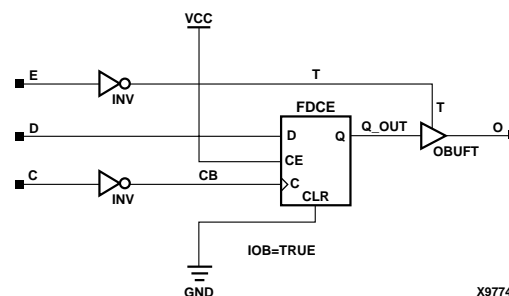 VCC
E
INV
T
FDCE
T
D
D
Q
Q_OUT
O
CE
OBUFT
C
INV
CB
C
CLR
IOB=TRUE
GND
X9774